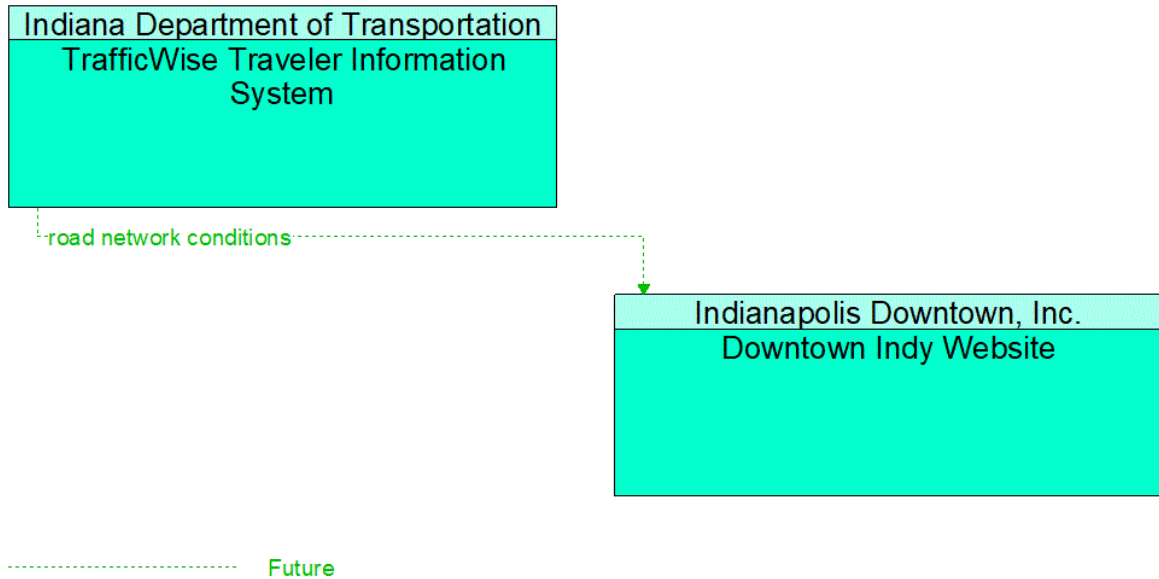 Indiana Department of Transportation
TrafficWise Traveler Information
System
road network conditions
Indianapolis Downtown, Inc.
Downtown Indy Website
Future